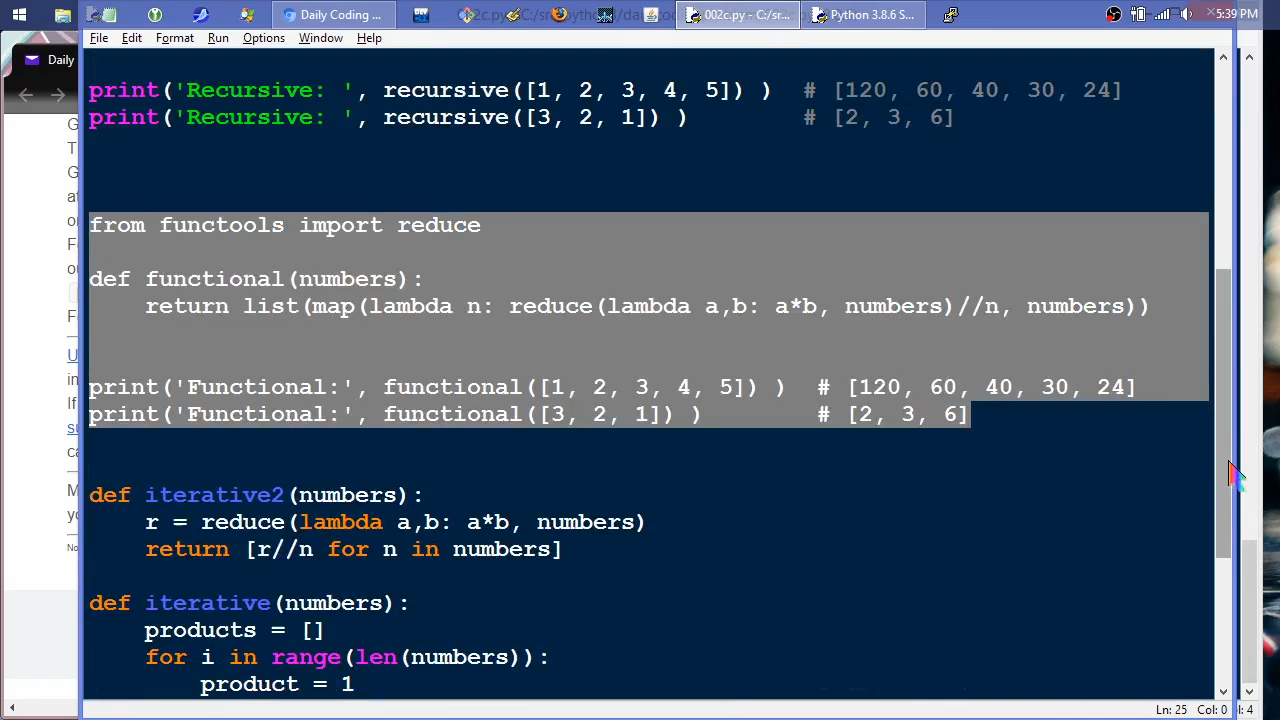 Daily Coding ...
002c.py - C:/sr...
Python 3.8.6 S...
5:39 PM
File Edit Format Run Options Window Help
Daily
print('Recursive: ', recursive([1, 2, 3, 4, 5]) )  # [120, 60, 40, 30, 24]
print('Recursive: ', recursive([3, 2, 1]) )        # [2, 3, 6]
from functools import reduce
def functional(numbers):
    return list(map(lambda n: reduce(lambda a,b: a*b, numbers)//n, numbers))
print('Functional:', functional([1, 2, 3, 4, 5]) )  # [120, 60, 40, 30, 24]
print('Functional:', functional([3, 2, 1]) )        # [2, 3, 6]
def iterative2(numbers):
    r = reduce(lambda a,b: a*b, numbers)
    return [r//n for n in numbers]
def iterative(numbers):
    products = []
    for i in range(len(numbers)):
        product = 1
Ln: 25 Col: 0